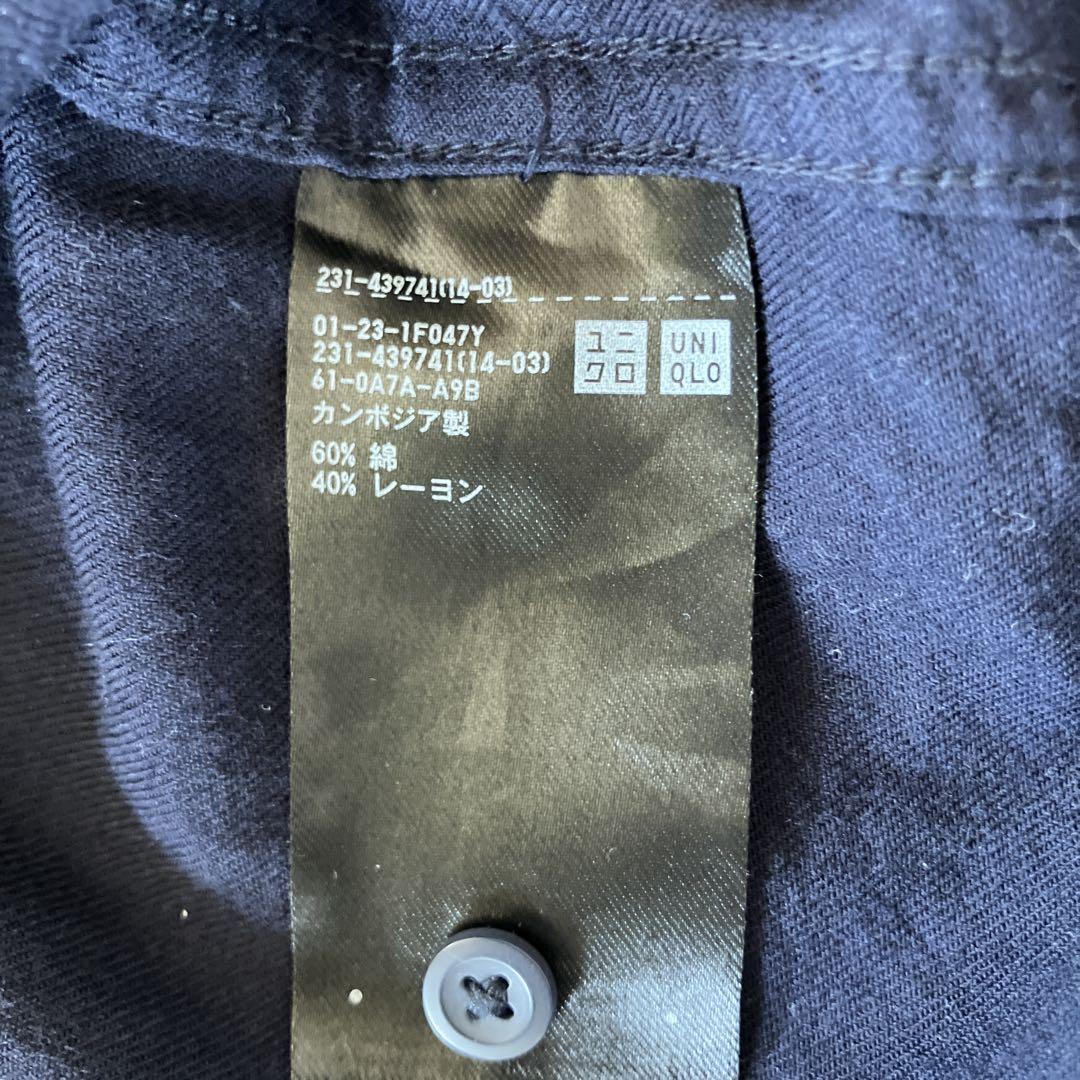 231-439741(14-03)
01-23-1F047Y
231-439741(14-03)
61-0A7A-A9B
カンボジア製
60% 綿
40% レーヨン
ユニ
クロ
UNI
QLO